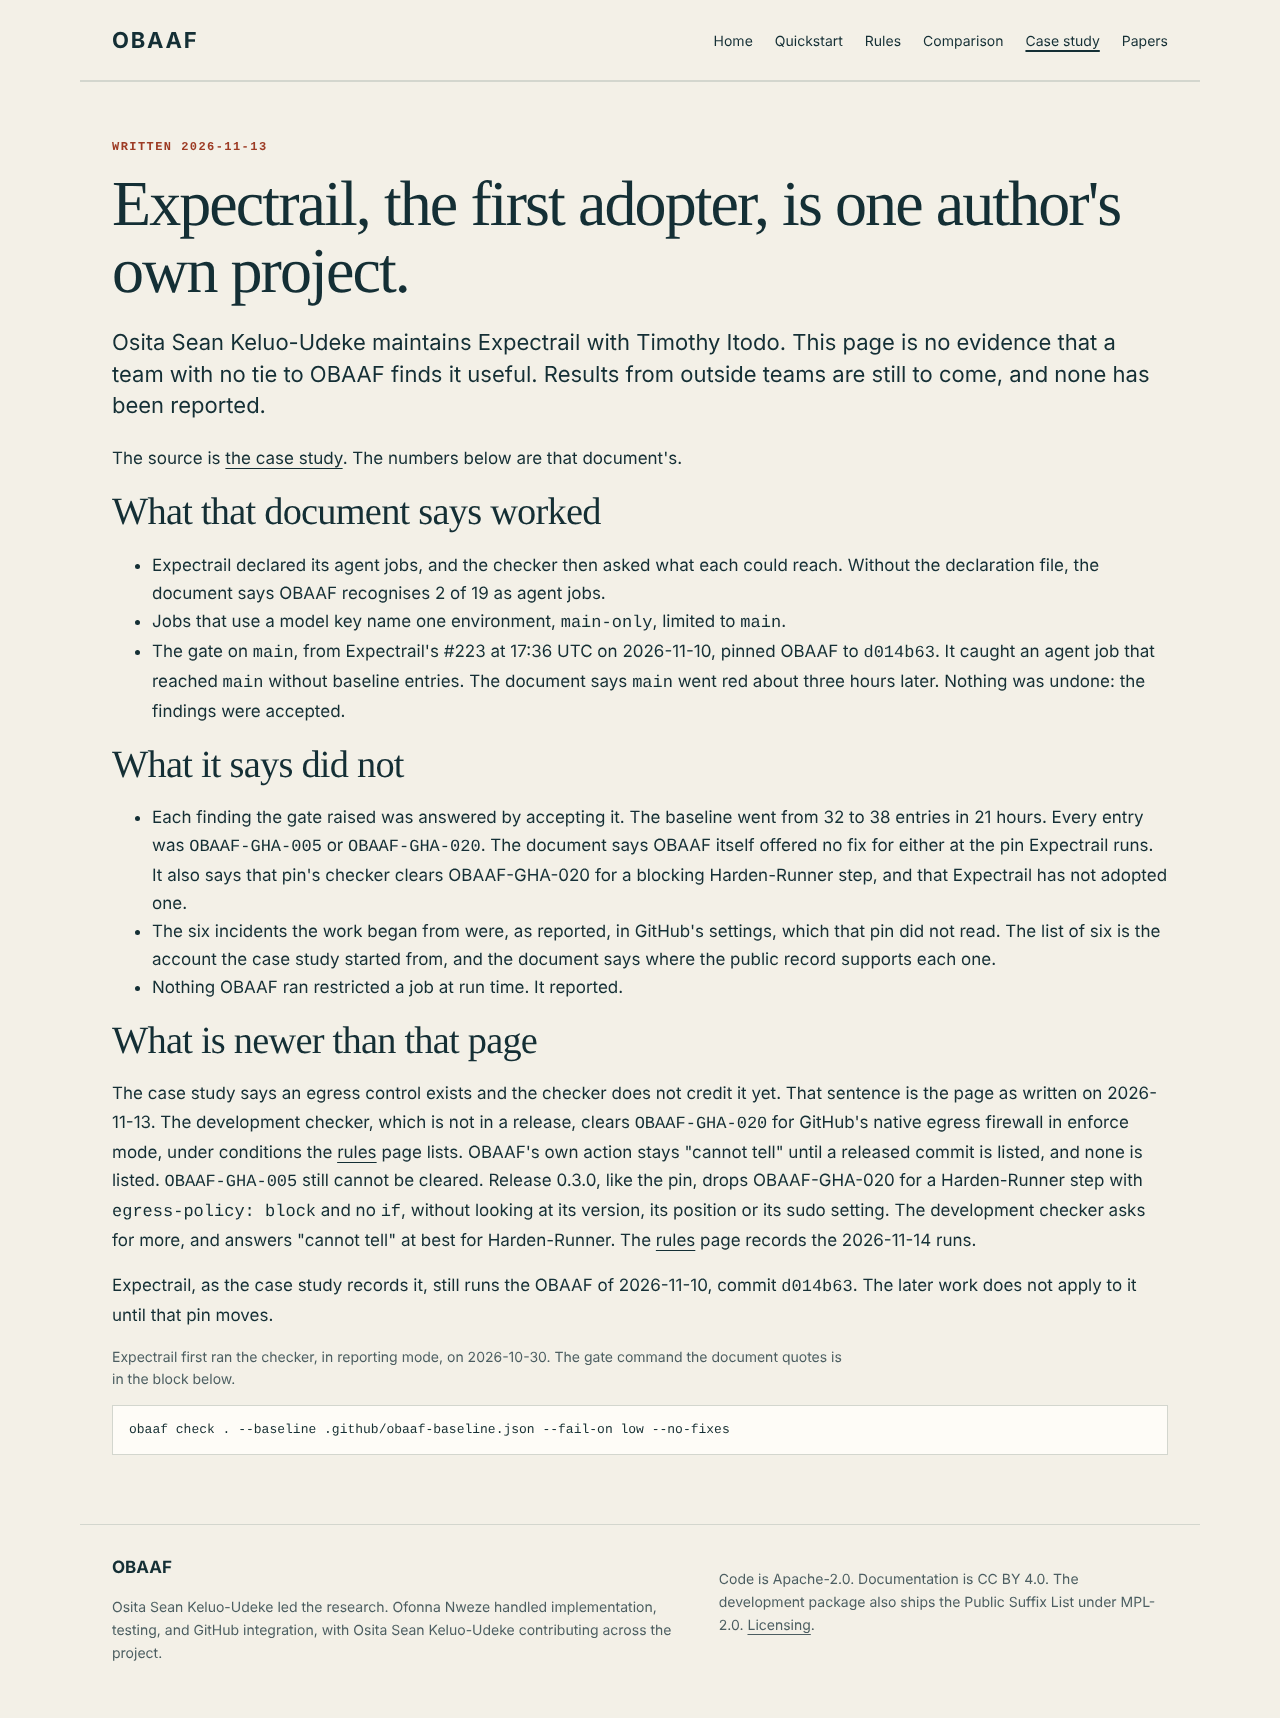 OBAAF
Home Quickstart Rules Comparison Case study Papers
WRITTEN 2026-11-13
Expectrail, the first adopter, is one author's
own project.
Osita Sean Keluo-Udeke maintains Expectrail with Timothy Itodo. This page is no evidence that a
team with no tie to OBAAF finds it useful. Results from outside teams are still to come, and none has
been reported.
The source is the case study. The numbers below are that document's.
What that document says worked
• Expectrail declared its agent jobs, and the checker then asked what each could reach. Without the declaration file, the
document says OBAAF recognises 2 of 19 as agent jobs.
• Jobs that use a model key name one environment, main-only, limited to main.
• The gate on main, from Expectrail's #223 at 17:36 UTC on 2026-11-10, pinned OBAAF to d014b63. It caught an agent job that
reached main without baseline entries. The document says main went red about three hours later. Nothing was undone: the
findings were accepted.
What it says did not
• Each finding the gate raised was answered by accepting it. The baseline went from 32 to 38 entries in 21 hours. Every entry
was OBAAF-GHA-005 or OBAAF-GHA-020. The document says OBAAF itself offered no fix for either at the pin Expectrail runs.
It also says that pin's checker clears OBAAF-GHA-020 for a blocking Harden-Runner step, and that Expectrail has not adopted
one.
• The six incidents the work began from were, as reported, in GitHub's settings, which that pin did not read. The list of six is the
account the case study started from, and the document says where the public record supports each one.
• Nothing OBAAF ran restricted a job at run time. It reported.
What is newer than that page
The case study says an egress control exists and the checker does not credit it yet. That sentence is the page as written on 2026-
11-13. The development checker, which is not in a release, clears OBAAF-GHA-020 for GitHub's native egress firewall in enforce
mode, under conditions the rules page lists. OBAAF's own action stays "cannot tell" until a released commit is listed, and none is
listed. OBAAF-GHA-005 still cannot be cleared. Release 0.3.0, like the pin, drops OBAAF-GHA-020 for a Harden-Runner step with
egress-policy: block and no if, without looking at its version, its position or its sudo setting. The development checker asks
for more, and answers "cannot tell" at best for Harden-Runner. The rules page records the 2026-11-14 runs.
Expectrail, as the case study records it, still runs the OBAAF of 2026-11-10, commit d014b63. The later work does not apply to it
until that pin moves.
Expectrail first ran the checker, in reporting mode, on 2026-10-30. The gate command the document quotes is
in the block below.
obaaf check . --baseline .github/obaaf-baseline.json --fail-on low --no-fixes
OBAAF
Osita Sean Keluo-Udeke led the research. Ofonna Nweze handled implementation,
testing, and GitHub integration, with Osita Sean Keluo-Udeke contributing across the
project.
Code is Apache-2.0. Documentation is CC BY 4.0. The
development package also ships the Public Suffix List under MPL-
2.0. Licensing.